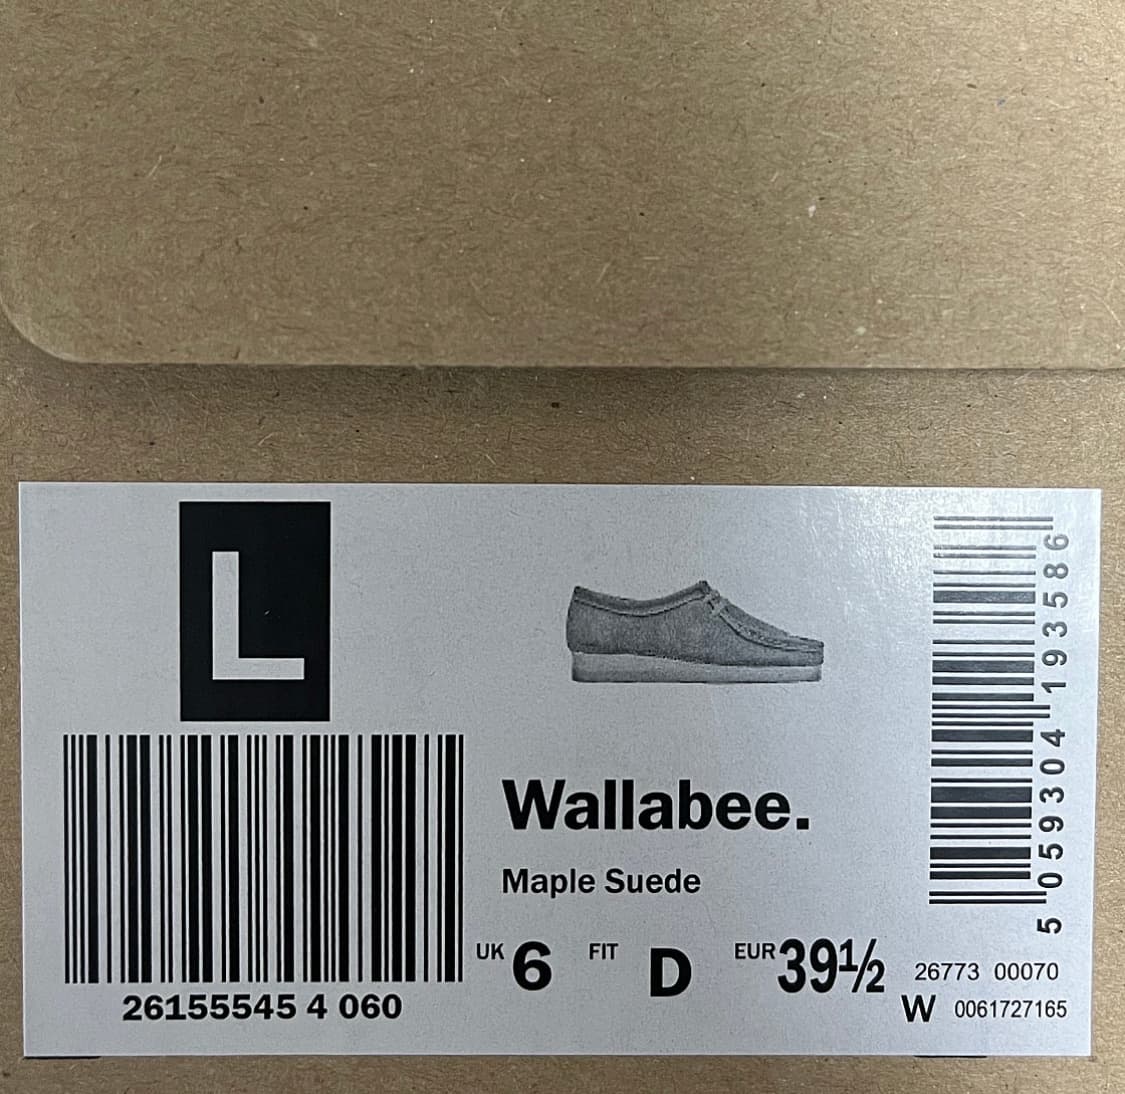 L
26155545 4 060
Wallabee.
Maple Suede
UK 6 FIT D EUR 39½
5 059304 193586
26773 00070
W 0061727165